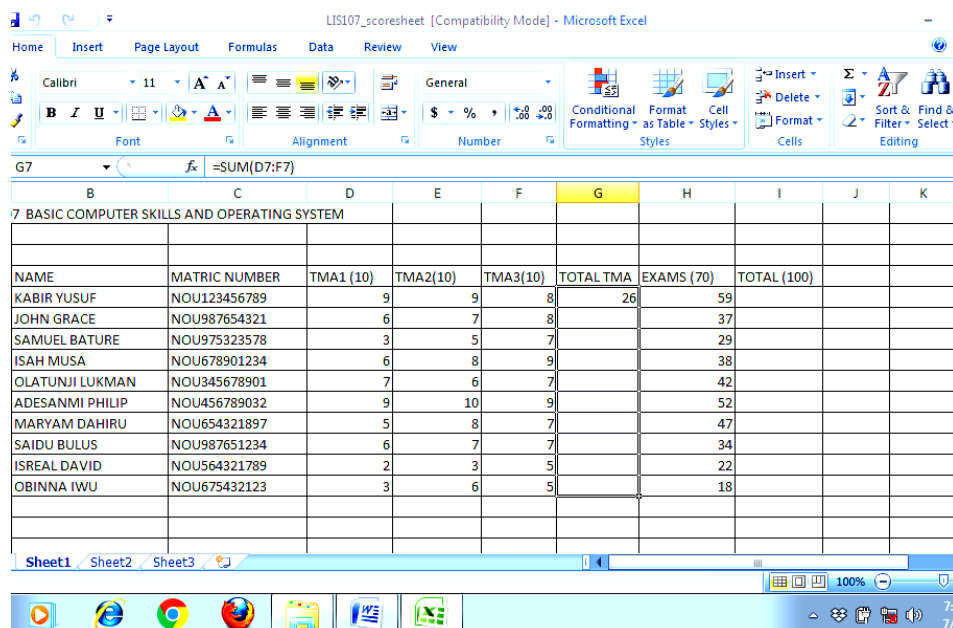 LIS107_scoresheet [Compatibility Mode] - Microsoft Excel
Home Insert Page Layout Formulas Data Review View
Calibri 11 A A General Insert Σ
B I U A $ % , .0 .00 .00 .0 Conditional Formatting Format as Table Cell Styles Delete Format Sort & Filter Find & Select
Font Alignment Number Styles Cells Editing
G7 fx =SUM(D7:F7)
B C D E F G H I J K
7 BASIC COMPUTER SKILLS AND OPERATING SYSTEM
NAME MATRIC NUMBER TMA1 (10) TMA2(10) TMA3(10) TOTAL TMA EXAMS (70) TOTAL (100)
KABIR YUSUF NOU123456789 9 9 8 26 59
JOHN GRACE NOU987654321 6 7 8 37
SAMUEL BATURE NOU975323578 3 5 7 29
ISAH MUSA NOU678901234 6 8 9 38
OLATUNJI LUKMAN NOU345678901 7 6 7 42
ADESANMI PHILIP NOU456789032 9 10 9 52
MARYAM DAHIRU NOU654321897 5 8 7 47
SAIDU BULUS NOU987651234 6 7 7 34
ISREAL DAVID NOU564321789 2 3 5 22
OBINNA IWU NOU675432123 3 6 5 18
Sheet1 Sheet2 Sheet3
100%